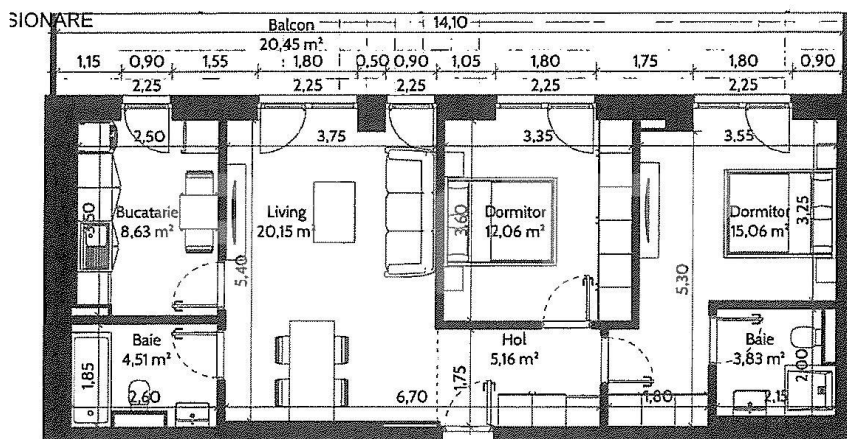 SIONARE
Balcon
20,45 m²
14,10
1,15 0,90 1,55 1,80 0,50 0,90 1,05 1,80 1,75 1,80 0,90
2,25 2,25 2,25 2,25 2,25
2,50 3,75 3,35 3,55
Bucatarie
8,63 m²
3,50
Living
20,15 m²
5,40
Dormitor
12,06 m²
3,60
Dormitor
15,06 m²
3,25
5,30
Baie
4,51 m²
1,85
2,60
6,70
Hol
5,16 m²
1,75
1,80
Baie
3,83 m²
2,00
2,15